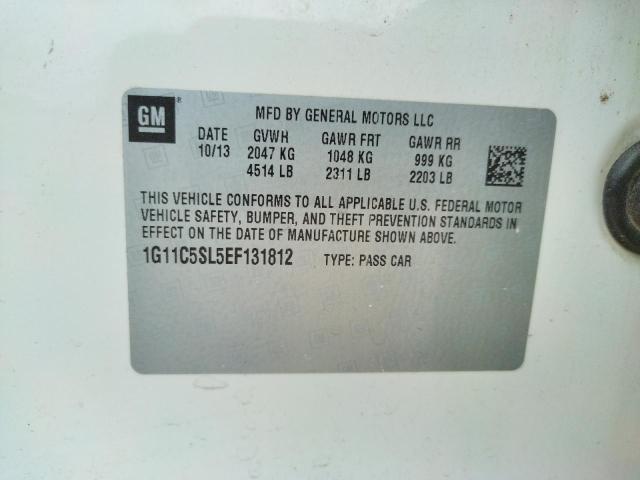 GM ® MFD BY GENERAL MOTORS LLC
DATE GVWR GAWR FRT GAWR RR
10/13 2047 KG 1048 KG 999 KG
4514 LB 2311 LB 2203 LB
THIS VEHICLE CONFORMS TO ALL APPLICABLE U.S. FEDERAL MOTOR
VEHICLE SAFETY, BUMPER, AND THEFT PREVENTION STANDARDS IN
EFFECT ON THE DATE OF MANUFACTURE SHOWN ABOVE.
1G11C5SL5EF131812 TYPE: PASS CAR